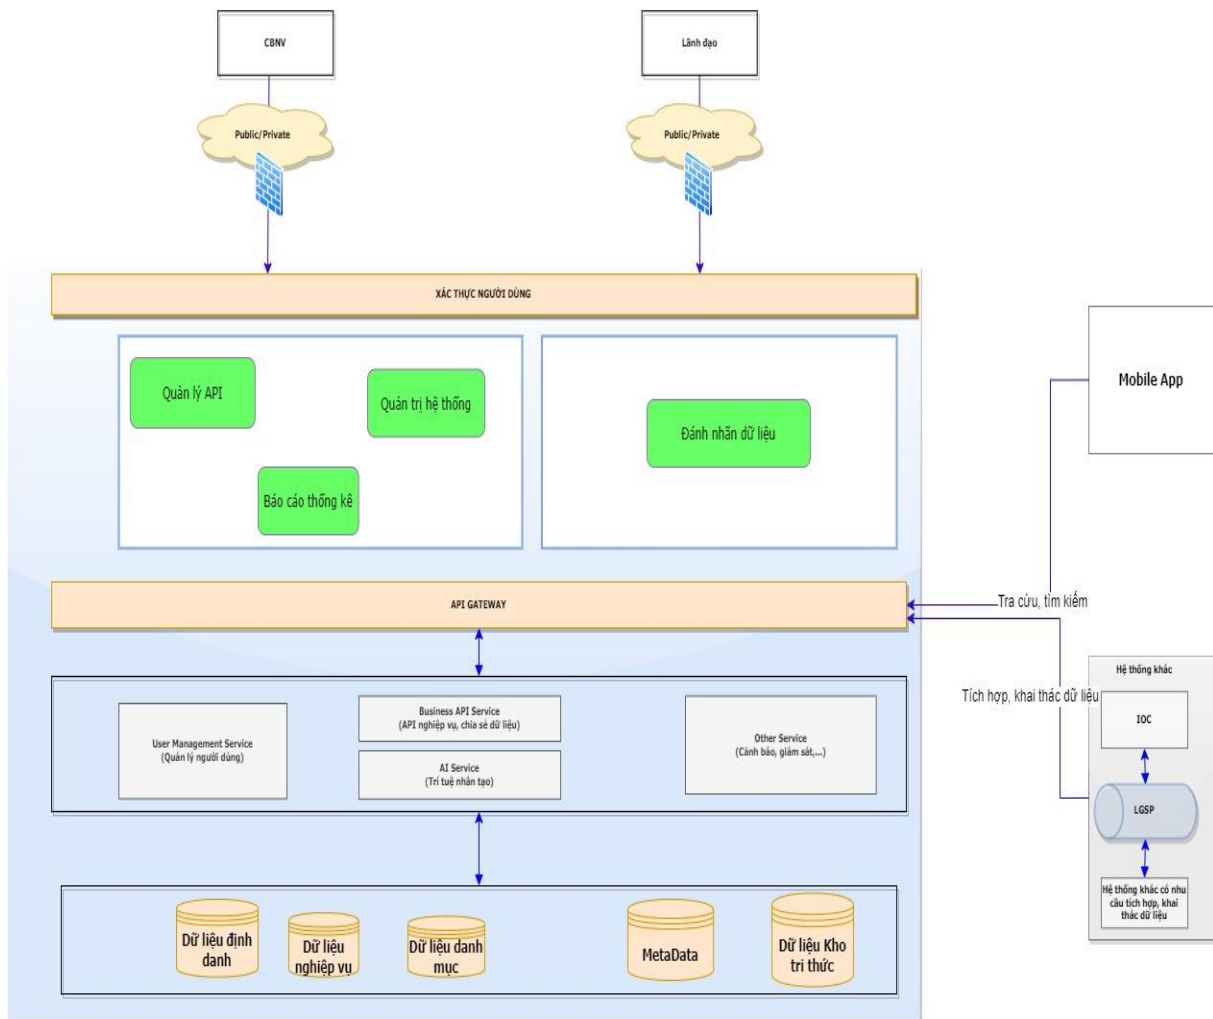 CBNV
Lãnh đạo
Public/Private
Public/Private
XÁC THỰC NGƯỜI DÙNG
Quản lý API
Quản trị hệ thống
Báo cáo thống kê
Đánh nhãn dữ liệu
Mobile App
API GATEWAY
Tra cứu, tìm kiếm
Tích hợp, khai thác dữ liệu
User Management Service
(Quản lý người dùng)
Business API Service
(API nghiệp vụ, chia sẻ dữ liệu)
AI Service
(Trí tuệ nhân tạo)
Other Service
(Cảnh báo, giám sát,...)
Hệ thống khác
IOC
LGSP
Hệ thống khác có nhu
cầu tích hợp, khai
thác dữ liệu
Dữ liệu định
danh
Dữ liệu
nghiệp vụ
Dữ liệu danh
mục
MetaData
Dữ liệu Kho
tri thức